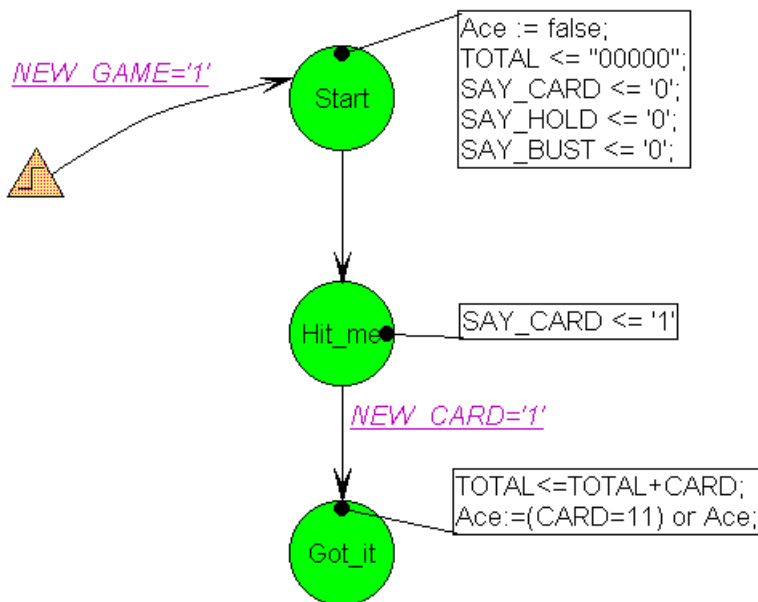 Ace := false;
TOTAL <= "00000";
SAY_CARD <= '0';
SAY_HOLD <= '0';
SAY_BUST <= '0';
NEW_GAME='1'
Start
Hit_me
SAY_CARD <= '1'
NEW_CARD='1'
TOTAL<=TOTAL+CARD;
Ace:=(CARD=11) or Ace;
Got_it